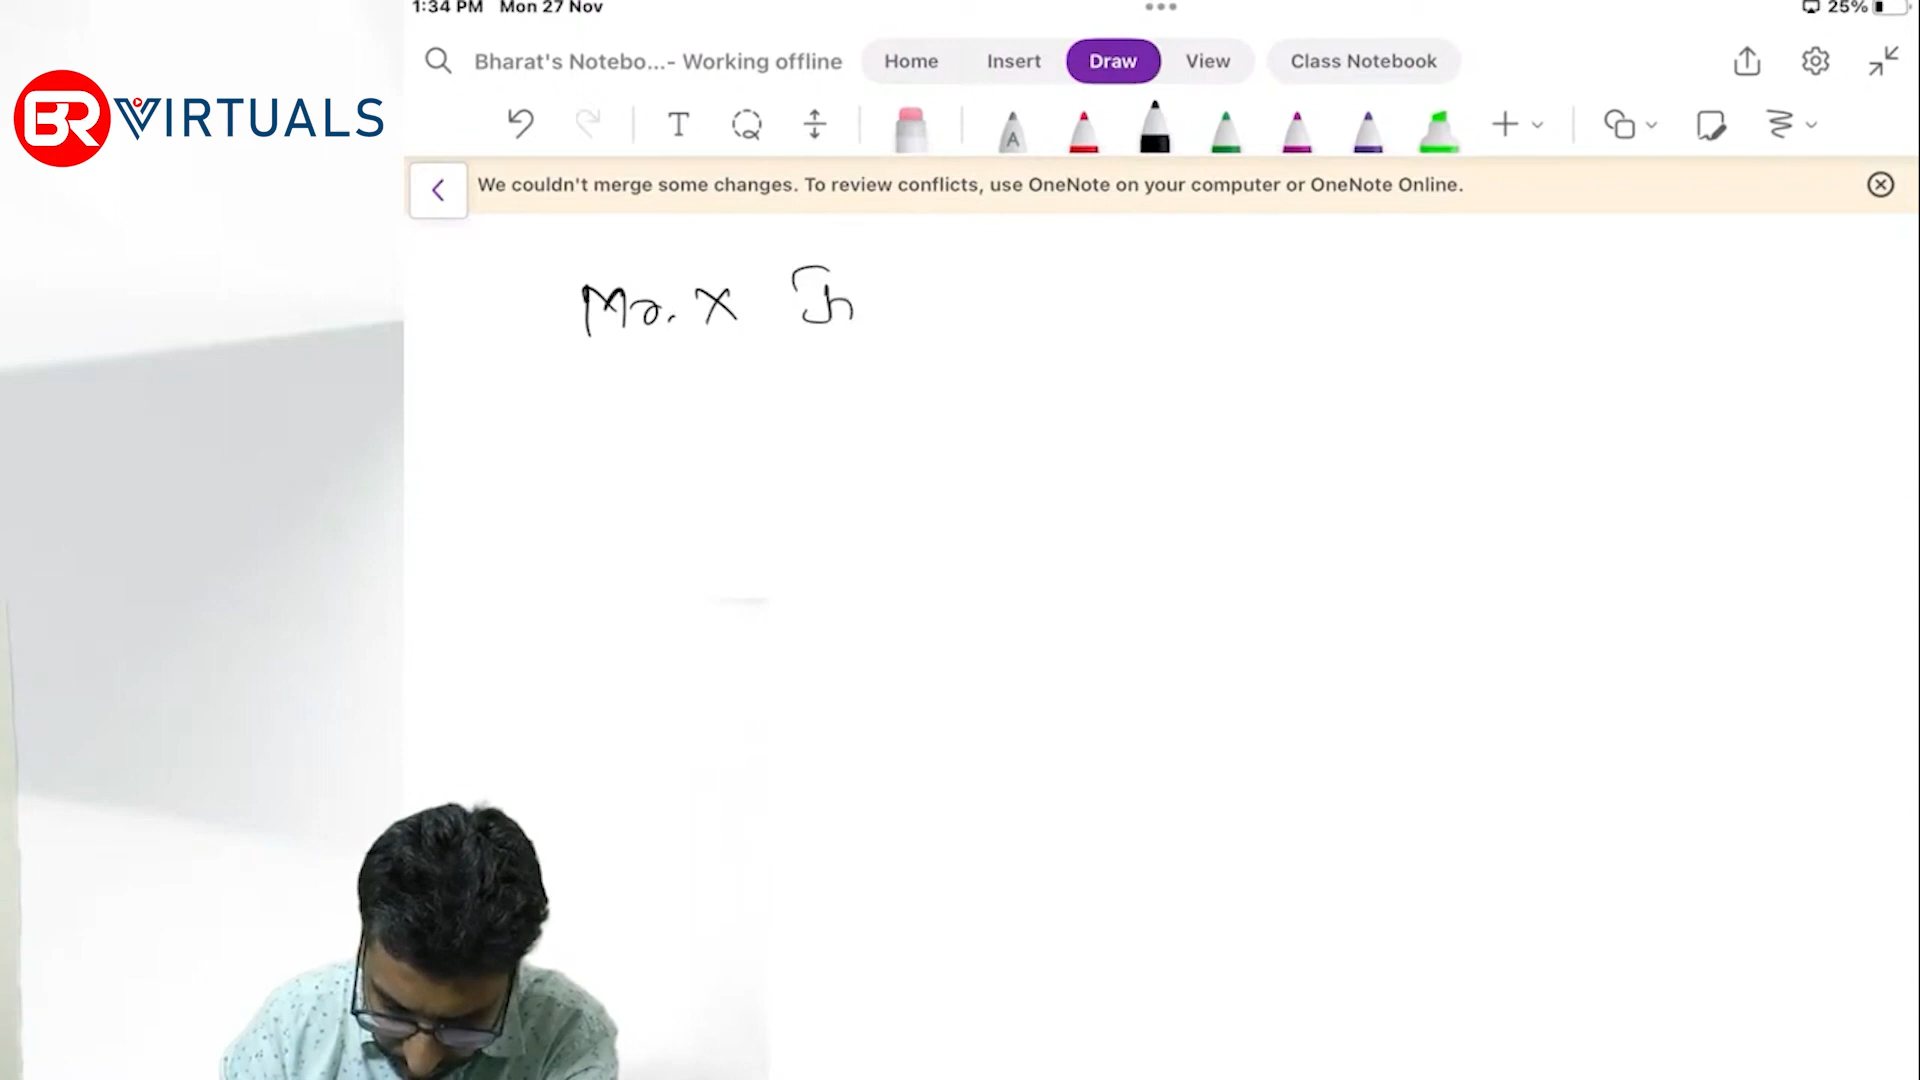 1:34 PM Mon 27 Nov
25%
BR VIRTUALS
Bharat's Notebo...- Working offline
Home Insert Draw View Class Notebook
T
A
We couldn't merge some changes. To review conflicts, use OneNote on your computer or OneNote Online.
Mr. X In